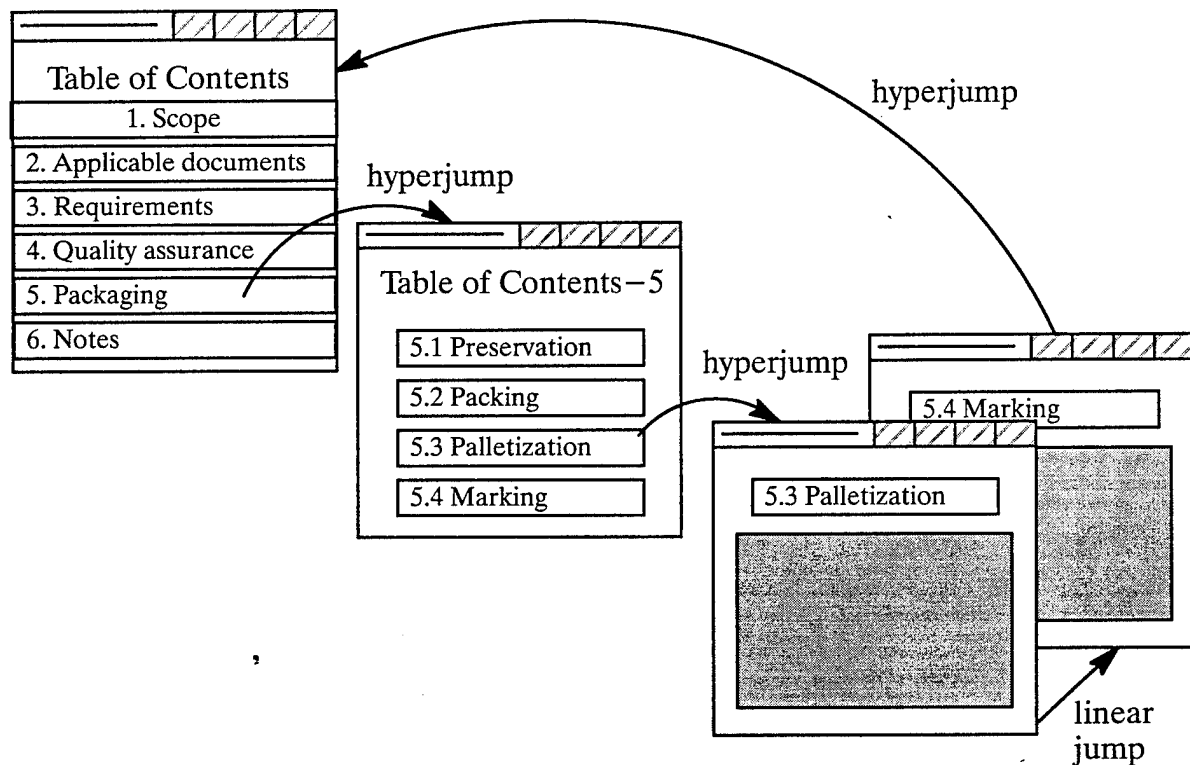 Table of Contents
1. Scope
2. Applicable documents
3. Requirements
4. Quality assurance
5. Packaging
6. Notes
hyperjump
Table of Contents–5
5.1 Preservation
5.2 Packing
5.3 Palletization
5.4 Marking
hyperjump
5.3 Palletization
5.4 Marking
hyperjump
linear
jump